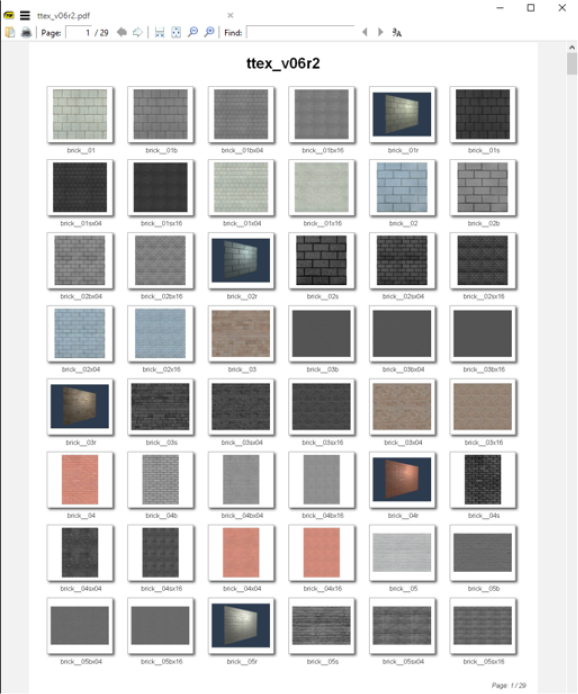 ttex_v06r2.pdf
Page: 1 / 29 Find:
ttex_v06r2
brick__01 brick__01b brick__01bx04 brick__01bx16 brick__01r brick__01s
brick__01sx04 brick__01sx16 brick__01x04 brick__01x16 brick__02 brick__02b
brick__02bx04 brick__02bx16 brick__02r brick__02s brick__02sx04 brick__02sx16
brick__02x04 brick__02x16 brick__03 brick__03b brick__03bx04 brick__03bx16
brick__03r brick__03s brick__03sx04 brick__03sx16 brick__03x04 brick__03x16
brick__04 brick__04b brick__04bx04 brick__04bx16 brick__04r brick__04s
brick__04sx04 brick__04sx16 brick__04x04 brick__04x16 brick__05 brick__05b
brick__05bx04 brick__05bx16 brick__05r brick__05s brick__05sx04 brick__05sx16
Page: 1 / 29